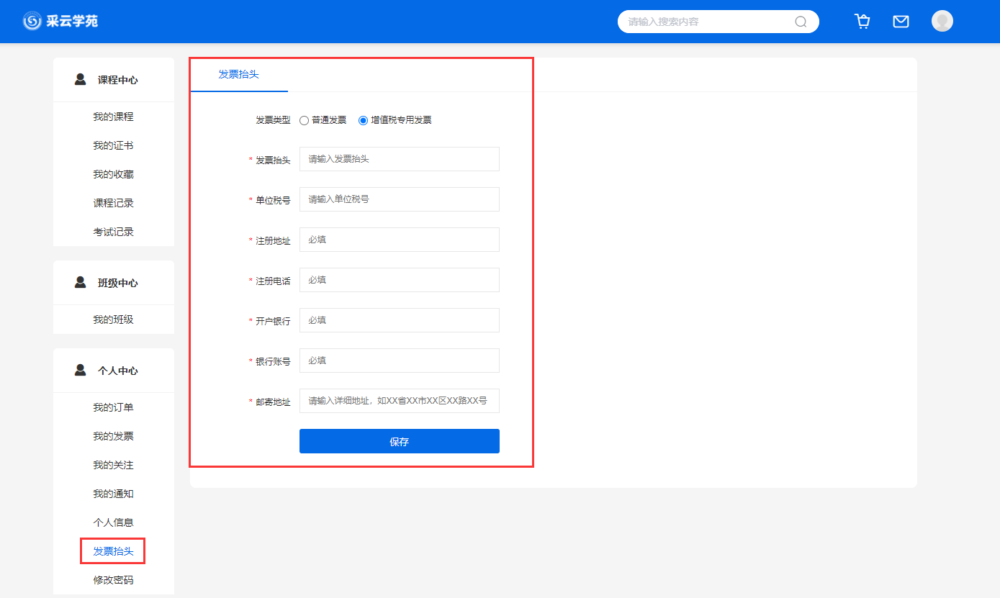 采云学苑
请输入搜索内容
课程中心
我的课程
我的证书
我的收藏
课程记录
考试记录
班级中心
我的班级
个人中心
我的订单
我的发票
我的关注
我的通知
个人信息
发票抬头
修改密码
发票抬头
发票类型 普通发票 增值税专用发票
* 发票抬头 请输入发票抬头
* 单位税号 请输入单位税号
* 注册地址 必填
* 注册电话 必填
* 开户银行 必填
* 银行账号 必填
* 邮寄地址 请输入详细地址，如XX省XX市XX区XX路XX号
保存